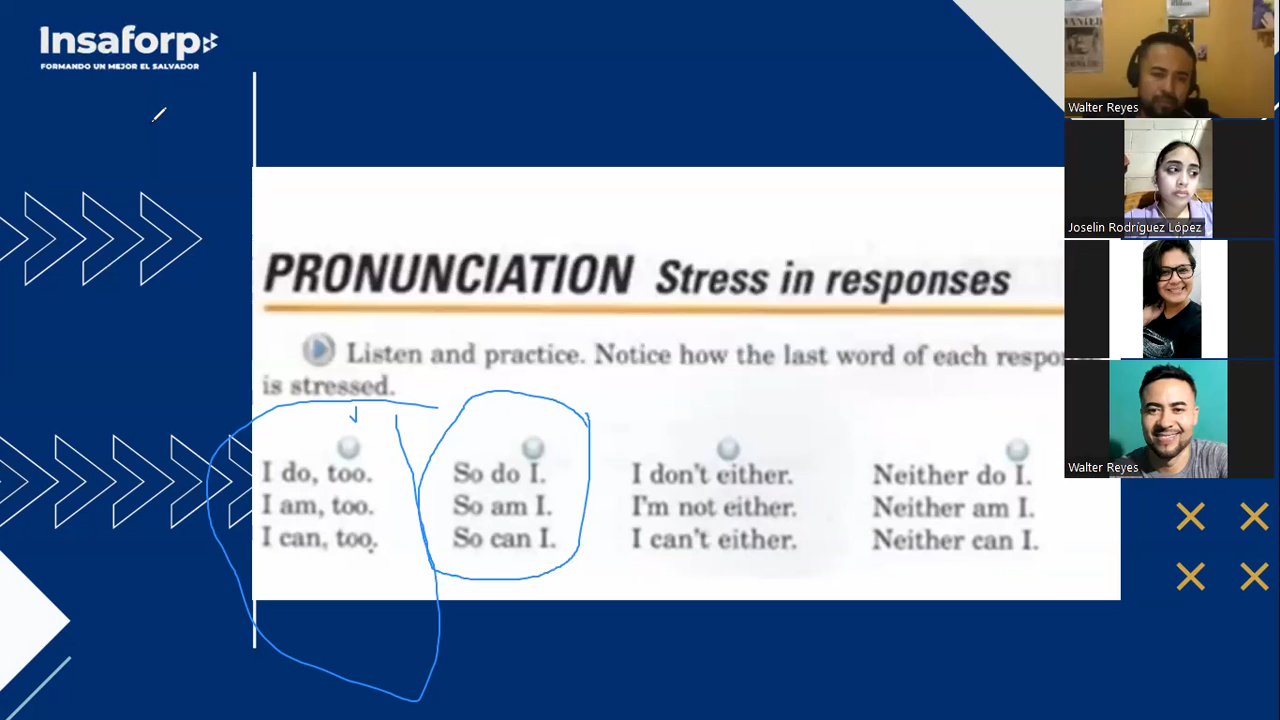 Insaforp
FORMANDO UN MEJOR EL SALVADOR
PRONUNCIATION Stress in responses
Listen and practice. Notice how the last word of each respo
is stressed.
I do, too. So do I. I don't either. Neither do I.
I am, too. So am I. I'm not either. Neither am I.
I can, too. So can I. I can't either. Neither can I.
WANTED
Walter Reyes
Joselin Rodríguez López
Walter Reyes